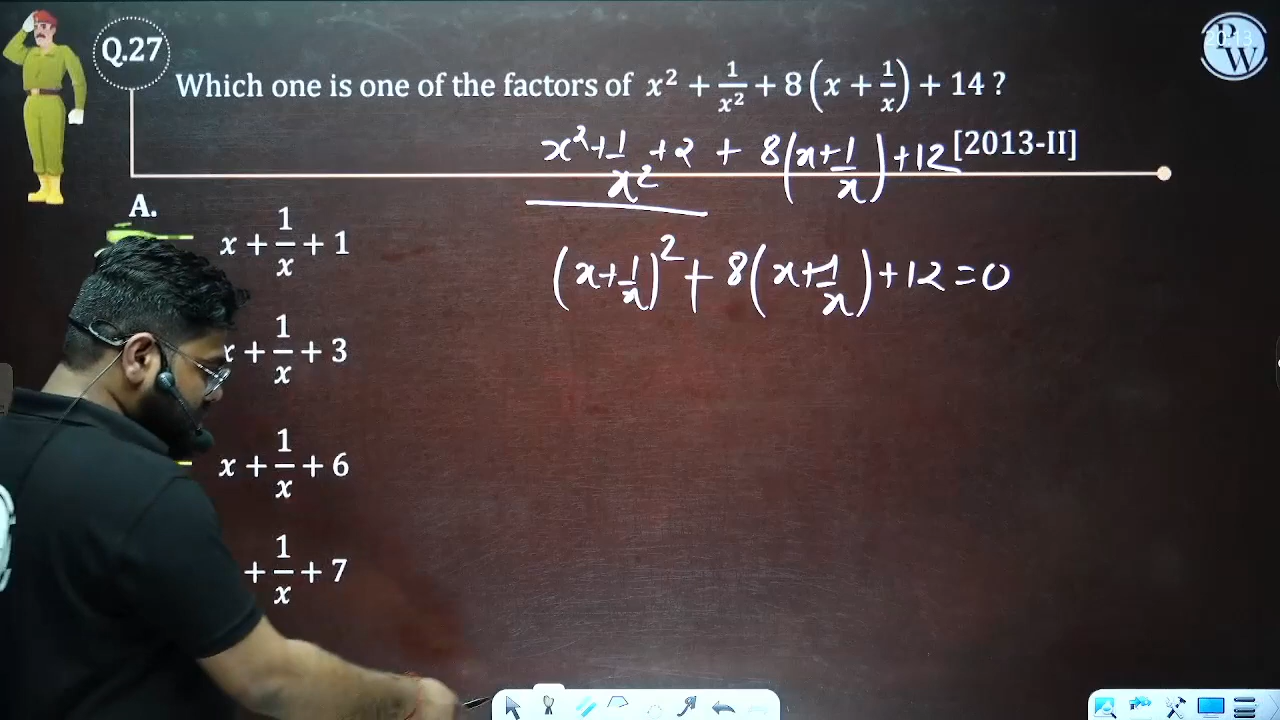 Q.27
Which one is one of the factors of x² + 1/x² + 8(x + 1/x) + 14 ?
[2013-II]
x² + 1/x² + 2 + 8(x + 1/x) + 12
(x + 1/x)² + 8(x + 1/x) + 12 = 0
A.
x + 1/x + 1
x + 1/x + 3
x + 1/x + 6
+ 1/x + 7
PW